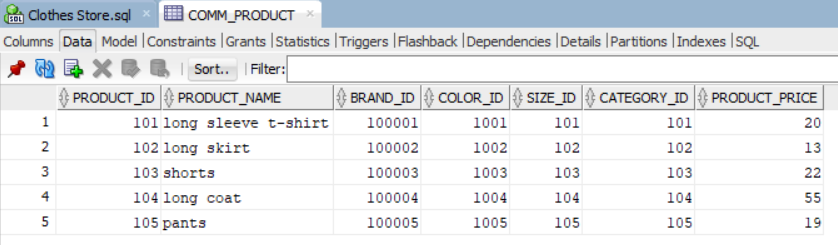 Clothes Store.sql × COMM_PRODUCT ×
Columns Data Model | Constraints | Grants | Statistics | Triggers | Flashback | Dependencies | Details | Partitions | Indexes | SQL
Sort.. Filter:
PRODUCT_ID PRODUCT_NAME BRAND_ID COLOR_ID SIZE_ID CATEGORY_ID PRODUCT_PRICE
1 101 long sleeve t-shirt 100001 1001 101 101 20
2 102 long skirt 100002 1002 102 102 13
3 103 shorts 100003 1003 103 103 22
4 104 long coat 100004 1004 104 104 55
5 105 pants 100005 1005 105 105 19